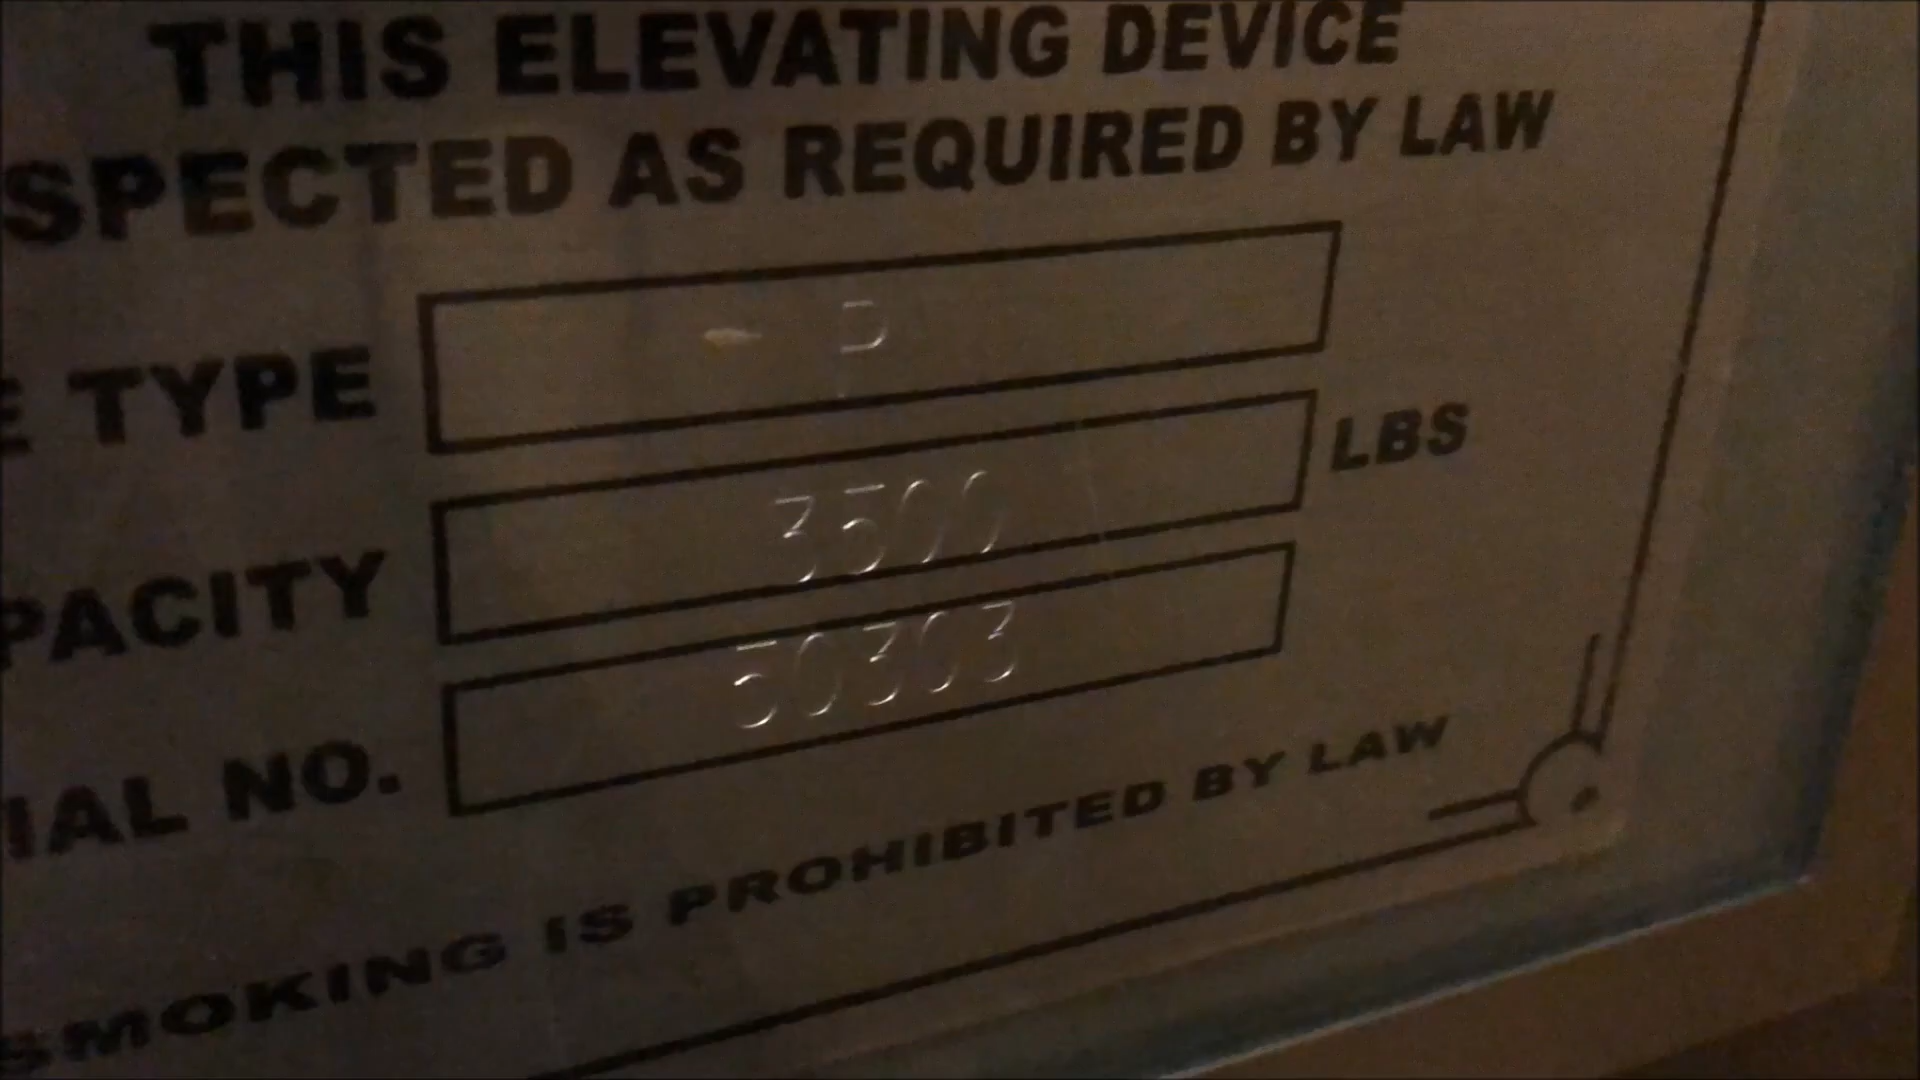 THIS ELEVATING DEVICE
SPECTED AS REQUIRED BY LAW
E TYPE P
PACITY 3500 LBS
IAL NO. 50303
SMOKING IS PROHIBITED BY LAW